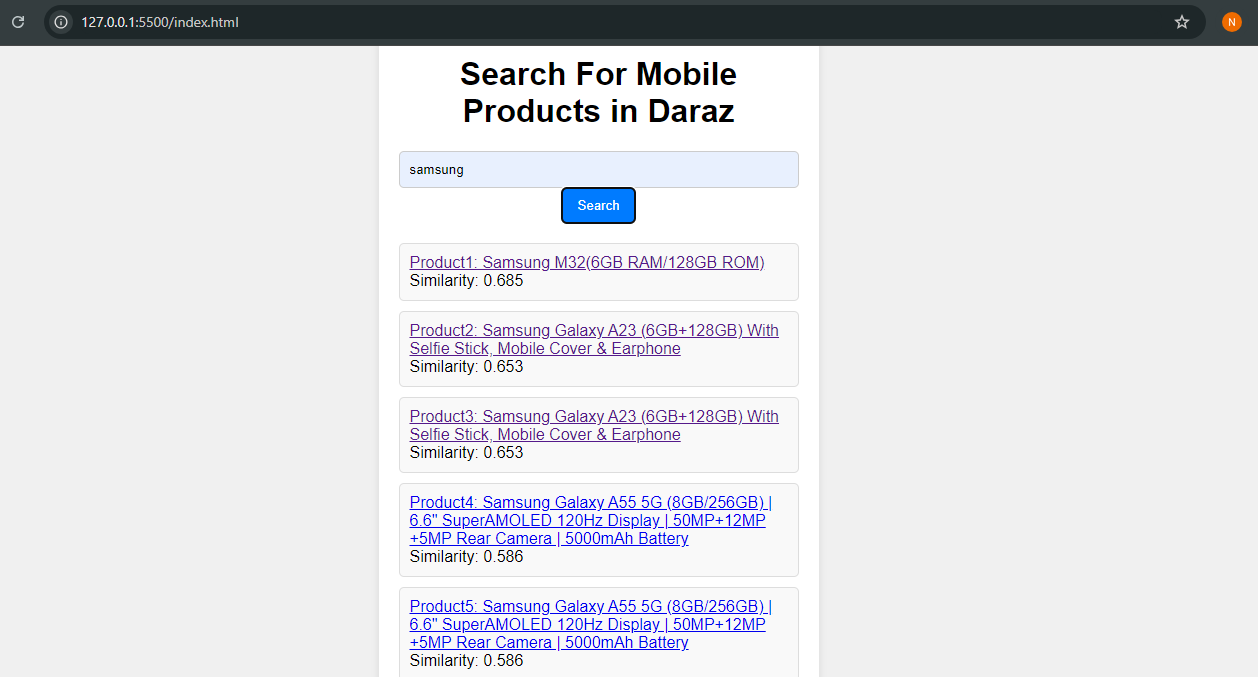 127.0.0.1:5500/index.html
N
Search For Mobile
Products in Daraz
samsung
Search
Product1: Samsung M32(6GB RAM/128GB ROM)
Similarity: 0.685
Product2: Samsung Galaxy A23 (6GB+128GB) With
Selfie Stick, Mobile Cover & Earphone
Similarity: 0.653
Product3: Samsung Galaxy A23 (6GB+128GB) With
Selfie Stick, Mobile Cover & Earphone
Similarity: 0.653
Product4: Samsung Galaxy A55 5G (8GB/256GB) |
6.6" SuperAMOLED 120Hz Display | 50MP+12MP
+5MP Rear Camera | 5000mAh Battery
Similarity: 0.586
Product5: Samsung Galaxy A55 5G (8GB/256GB) |
6.6" SuperAMOLED 120Hz Display | 50MP+12MP
+5MP Rear Camera | 5000mAh Battery
Similarity: 0.586